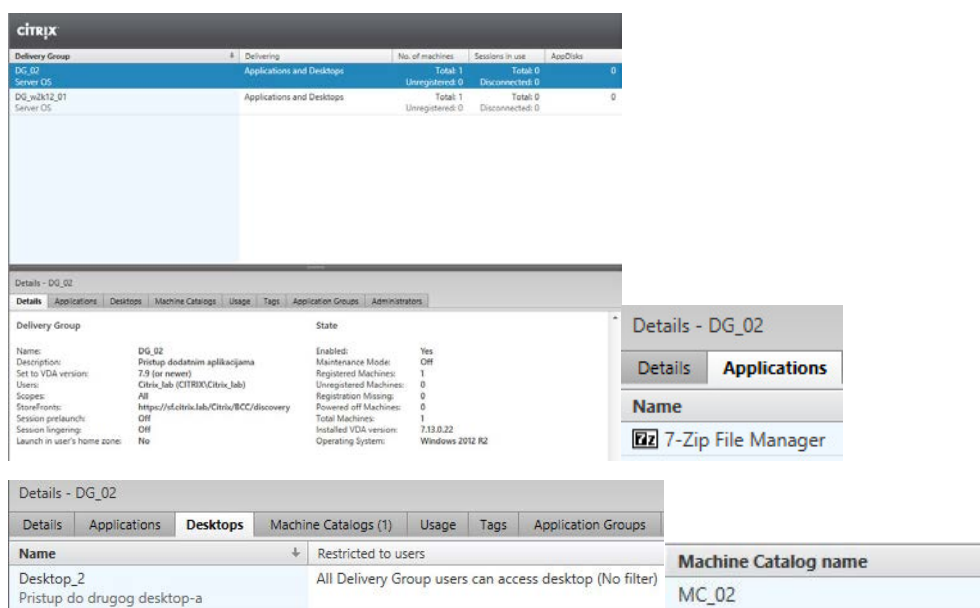 CİTRIX
Delivery Group Delivering No. of machines Sessions in use AppDisks
DG_02 Applications and Desktops Total: 1 Total: 0 0
Server OS Unregistered: 0 Disconnected: 0
DG_w2k12_01 Applications and Desktops Total: 1 Total: 0 0
Server OS Unregistered: 0 Disconnected: 0
Details - DG_02
Details Applications Desktops Machine Catalogs Usage Tags Application Groups Administrators
Delivery Group State
Name: DG_02 Enabled: Yes
Description: Pristup dodatnim aplikacijama Maintenance Mode: Off
Set to VDA version: 7.9 (or newer) Registered Machines: 1
Users: Citrix_lab (CITRIX\Citrix_lab) Unregistered Machines: 0
Scopes: All Registration Missing: 0
StoreFronts: https://sf.citrix.lab/Citrix/BCC/discovery Powered off Machines: 0
Session prelaunch: Off Total Machines: 1
Session lingering: Off Installed VDA version: 7.13.0.22
Launch in user's home zone: No Operating System: Windows 2012 R2
Details - DG_02
Details Applications
Name
7z 7-Zip File Manager
Details - DG_02
Details Applications Desktops Machine Catalogs (1) Usage Tags Application Groups
Name Restricted to users
Desktop_2 All Delivery Group users can access desktop (No filter)
Pristup do drugog desktop-a
Machine Catalog name
MC_02